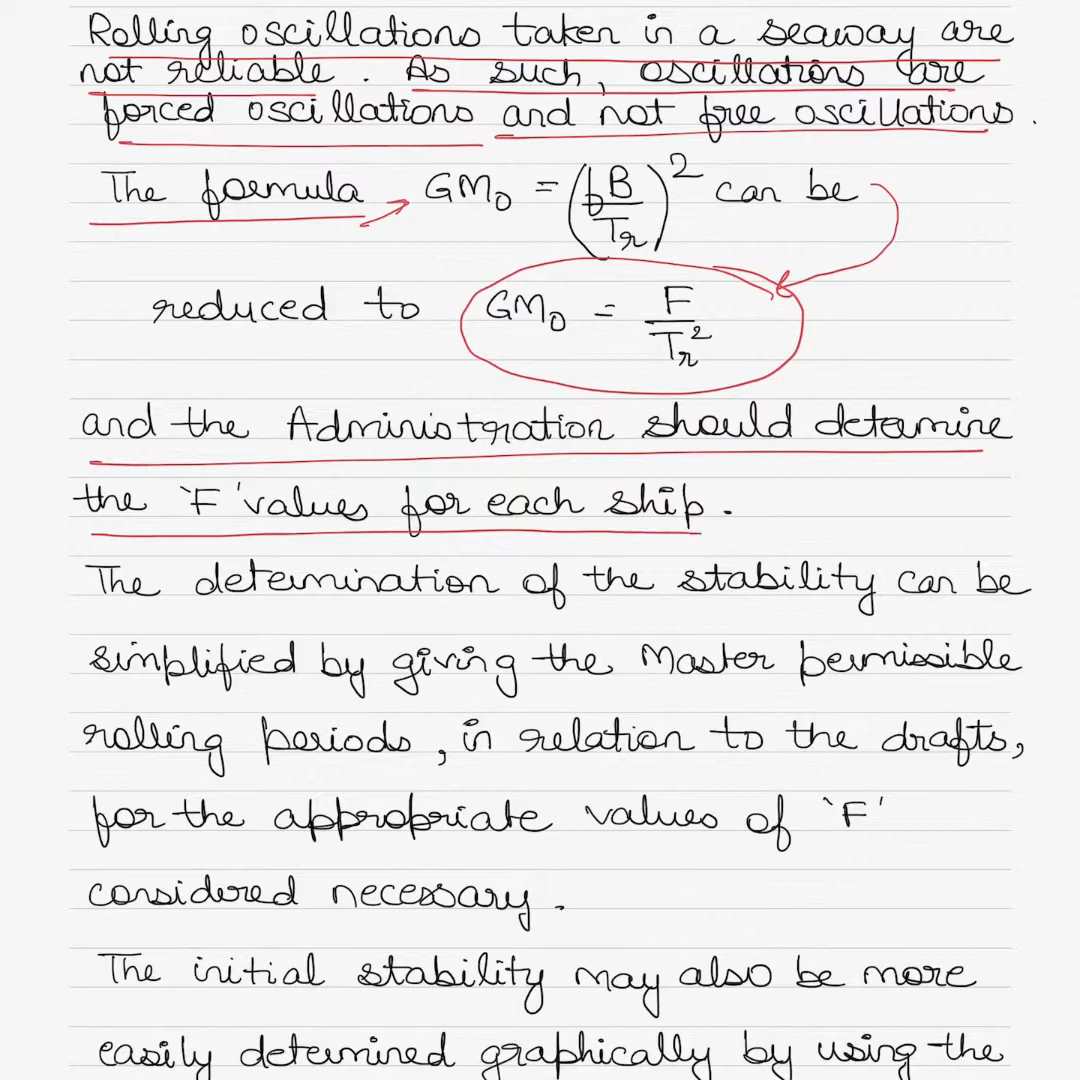 Rolling oscillations taken in a seaway are
not reliable. As such, oscillations are
forced oscillations and not free oscillations.
The formula GM₀ = (fB/Tr)² can be
reduced to GM₀ = F/Tr²
and the Administration should detemine
the 'F' values for each ship.
The determination of the stability can be
simplified by giving the Master permissible
rolling periods, in relation to the drafts,
for the appropriate values of 'F'
considered necessary.
The initial stability may also be more
easily determined graphically by using the